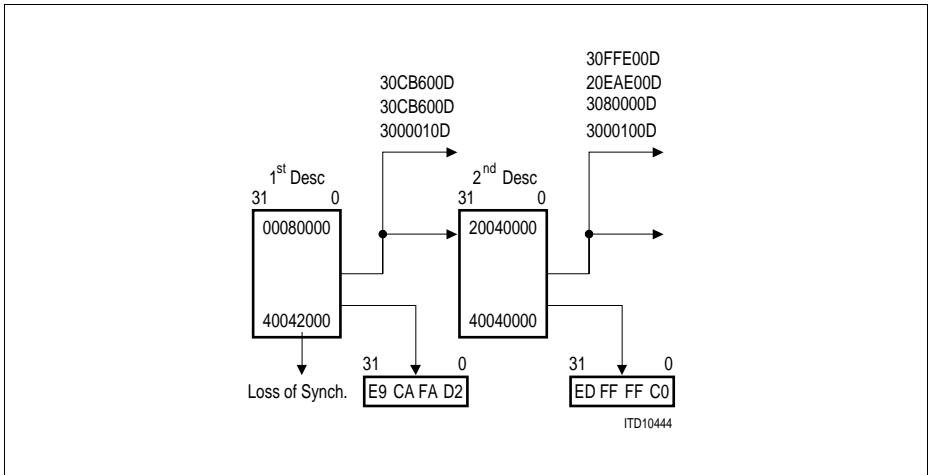 30FFE00D
30CB600D 20EAE00D
30CB600D 3080000D
3000010D 3000100D
1st Desc 2nd Desc
31 0 31 0
00080000 20040000
40042000 40040000
31 0 31 0
Loss of Synch. E9 CA FA D2 ED FF FF C0
ITD10444